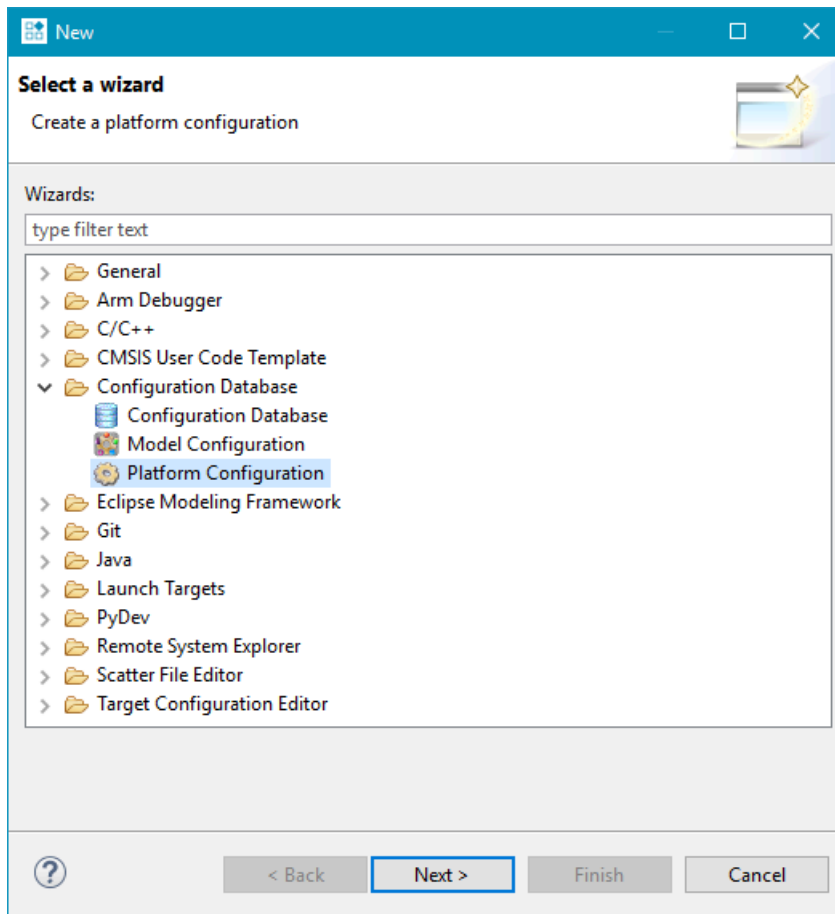 New
Select a wizard
Create a platform configuration
Wizards:
type filter text
General
Arm Debugger
C/C++
CMSIS User Code Template
Configuration Database
Configuration Database
Model Configuration
Platform Configuration
Eclipse Modeling Framework
Git
Java
Launch Targets
PyDev
Remote System Explorer
Scatter File Editor
Target Configuration Editor
? < Back Next > Finish Cancel